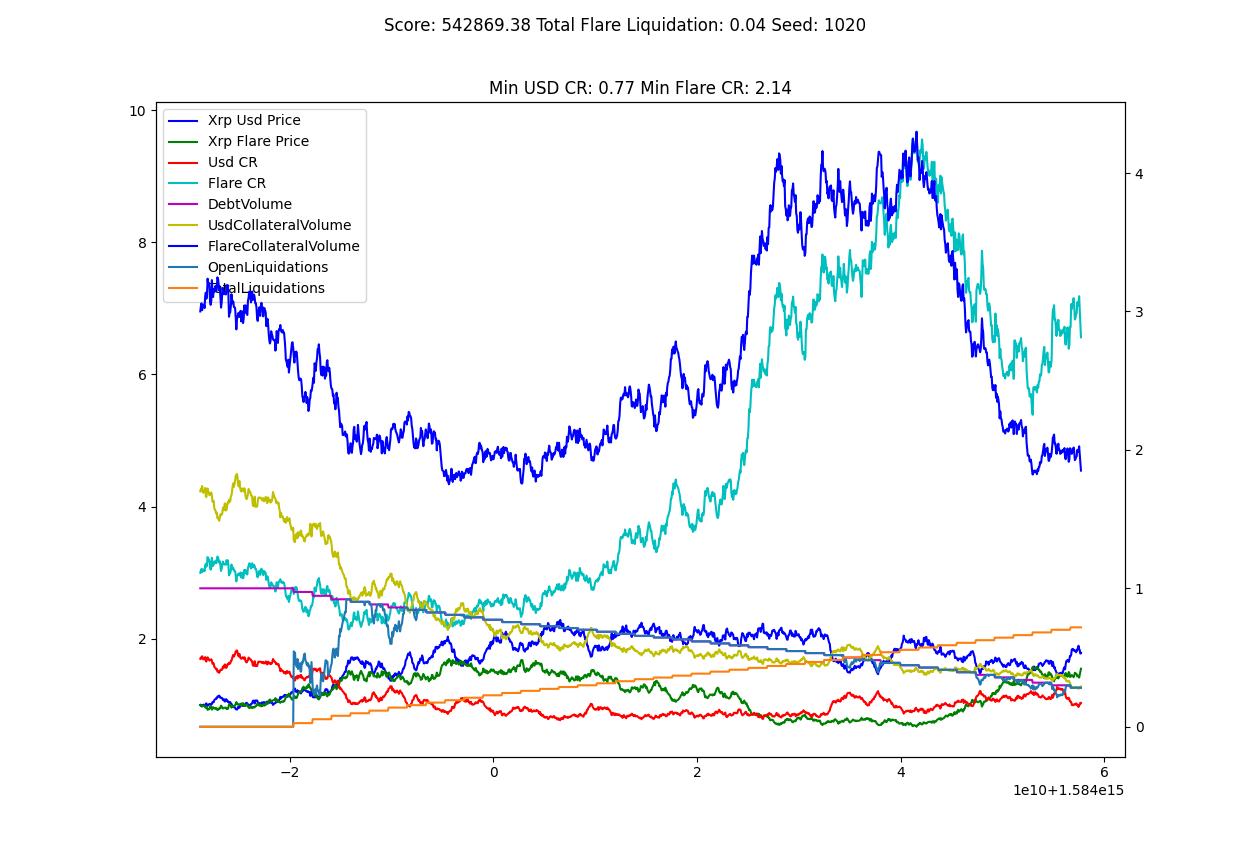 Score: 542869.38 Total Flare Liquidation: 0.04 Seed: 1020
Min USD CR: 0.77 Min Flare CR: 2.14
10
8
6
4
2
Xrp Usd Price
Xrp Flare Price
Usd CR
Flare CR
DebtVolume
UsdCollateralVolume
FlareCollateralVolume
OpenLiquidations
TotalLiquidations
4
3
2
1
0
−2 0 2 4 6
1e10+1.584e15